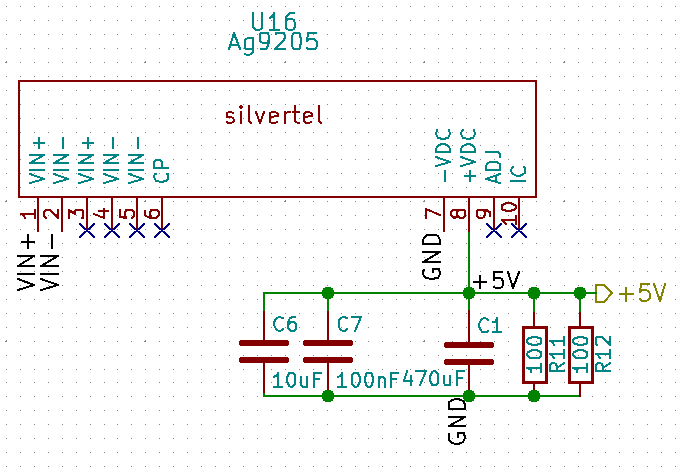 U16
Ag9205
silvertel
VIN+ VIN- VIN+ VIN- VIN- CP -VDC +VDC ADJ IC
1 2 3 4 5 6 7 8 9 10
VIN+ VIN- GND
+5V +5V
C6 C7 C1 100 R11 100 R12
10uF 100nF 470uF
GND